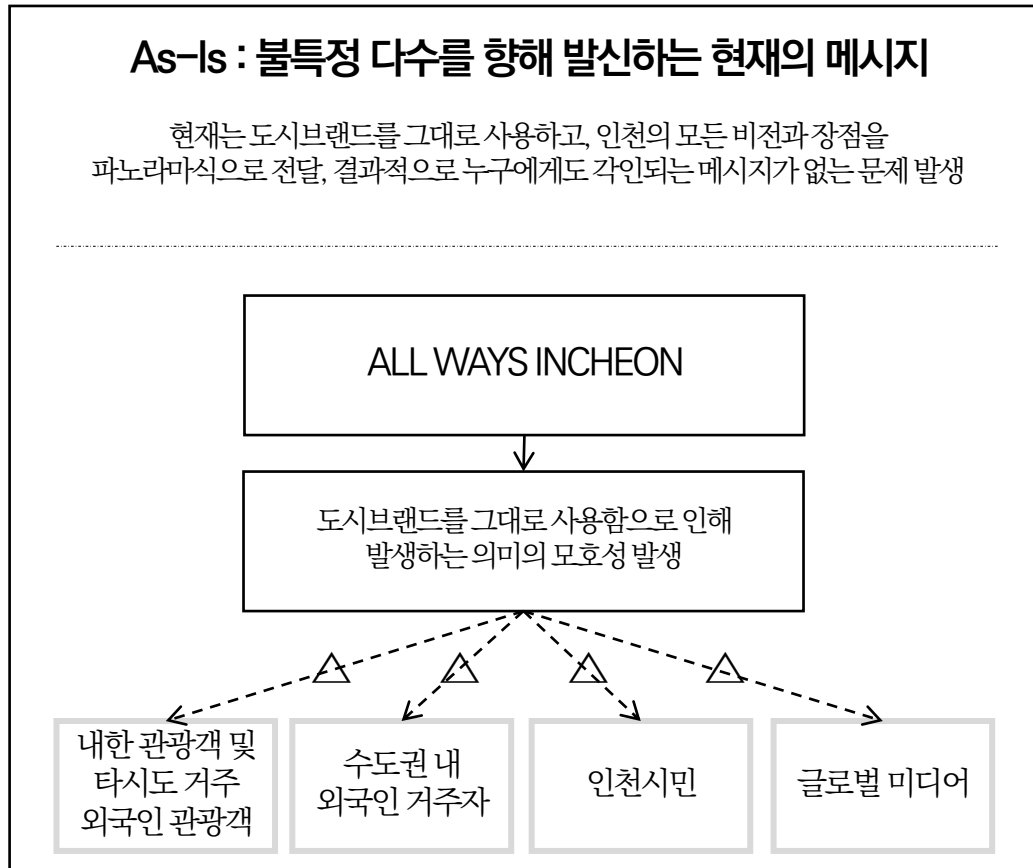 As-Is : 불특정 다수를 향해 발신하는 현재의 메시지
현재는 도시브랜드를 그대로 사용하고, 인천의 모든 비전과 장점을
파노라마식으로 전달, 결과적으로 누구에게도 각인되는 메시지가 없는 문제 발생
ALL WAYS INCHEON
도시브랜드를 그대로 사용함으로 인해
발생하는 의미의 모호성 발생
내한 관광객 및
타시도 거주
외국인 관광객
수도권 내
외국인 거주자
인천시민
글로벌 미디어